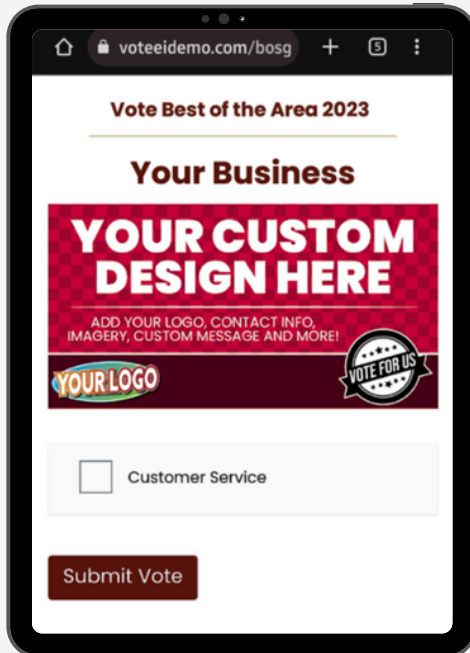 voteeidemo.com/bosg
5
Vote Best of the Area 2023
Your Business
YOUR CUSTOM
DESIGN HERE
ADD YOUR LOGO, CONTACT INFO,
IMAGERY, CUSTOM MESSAGE AND MORE!
YOUR LOGO
VOTE FOR US
Customer Service
Submit Vote